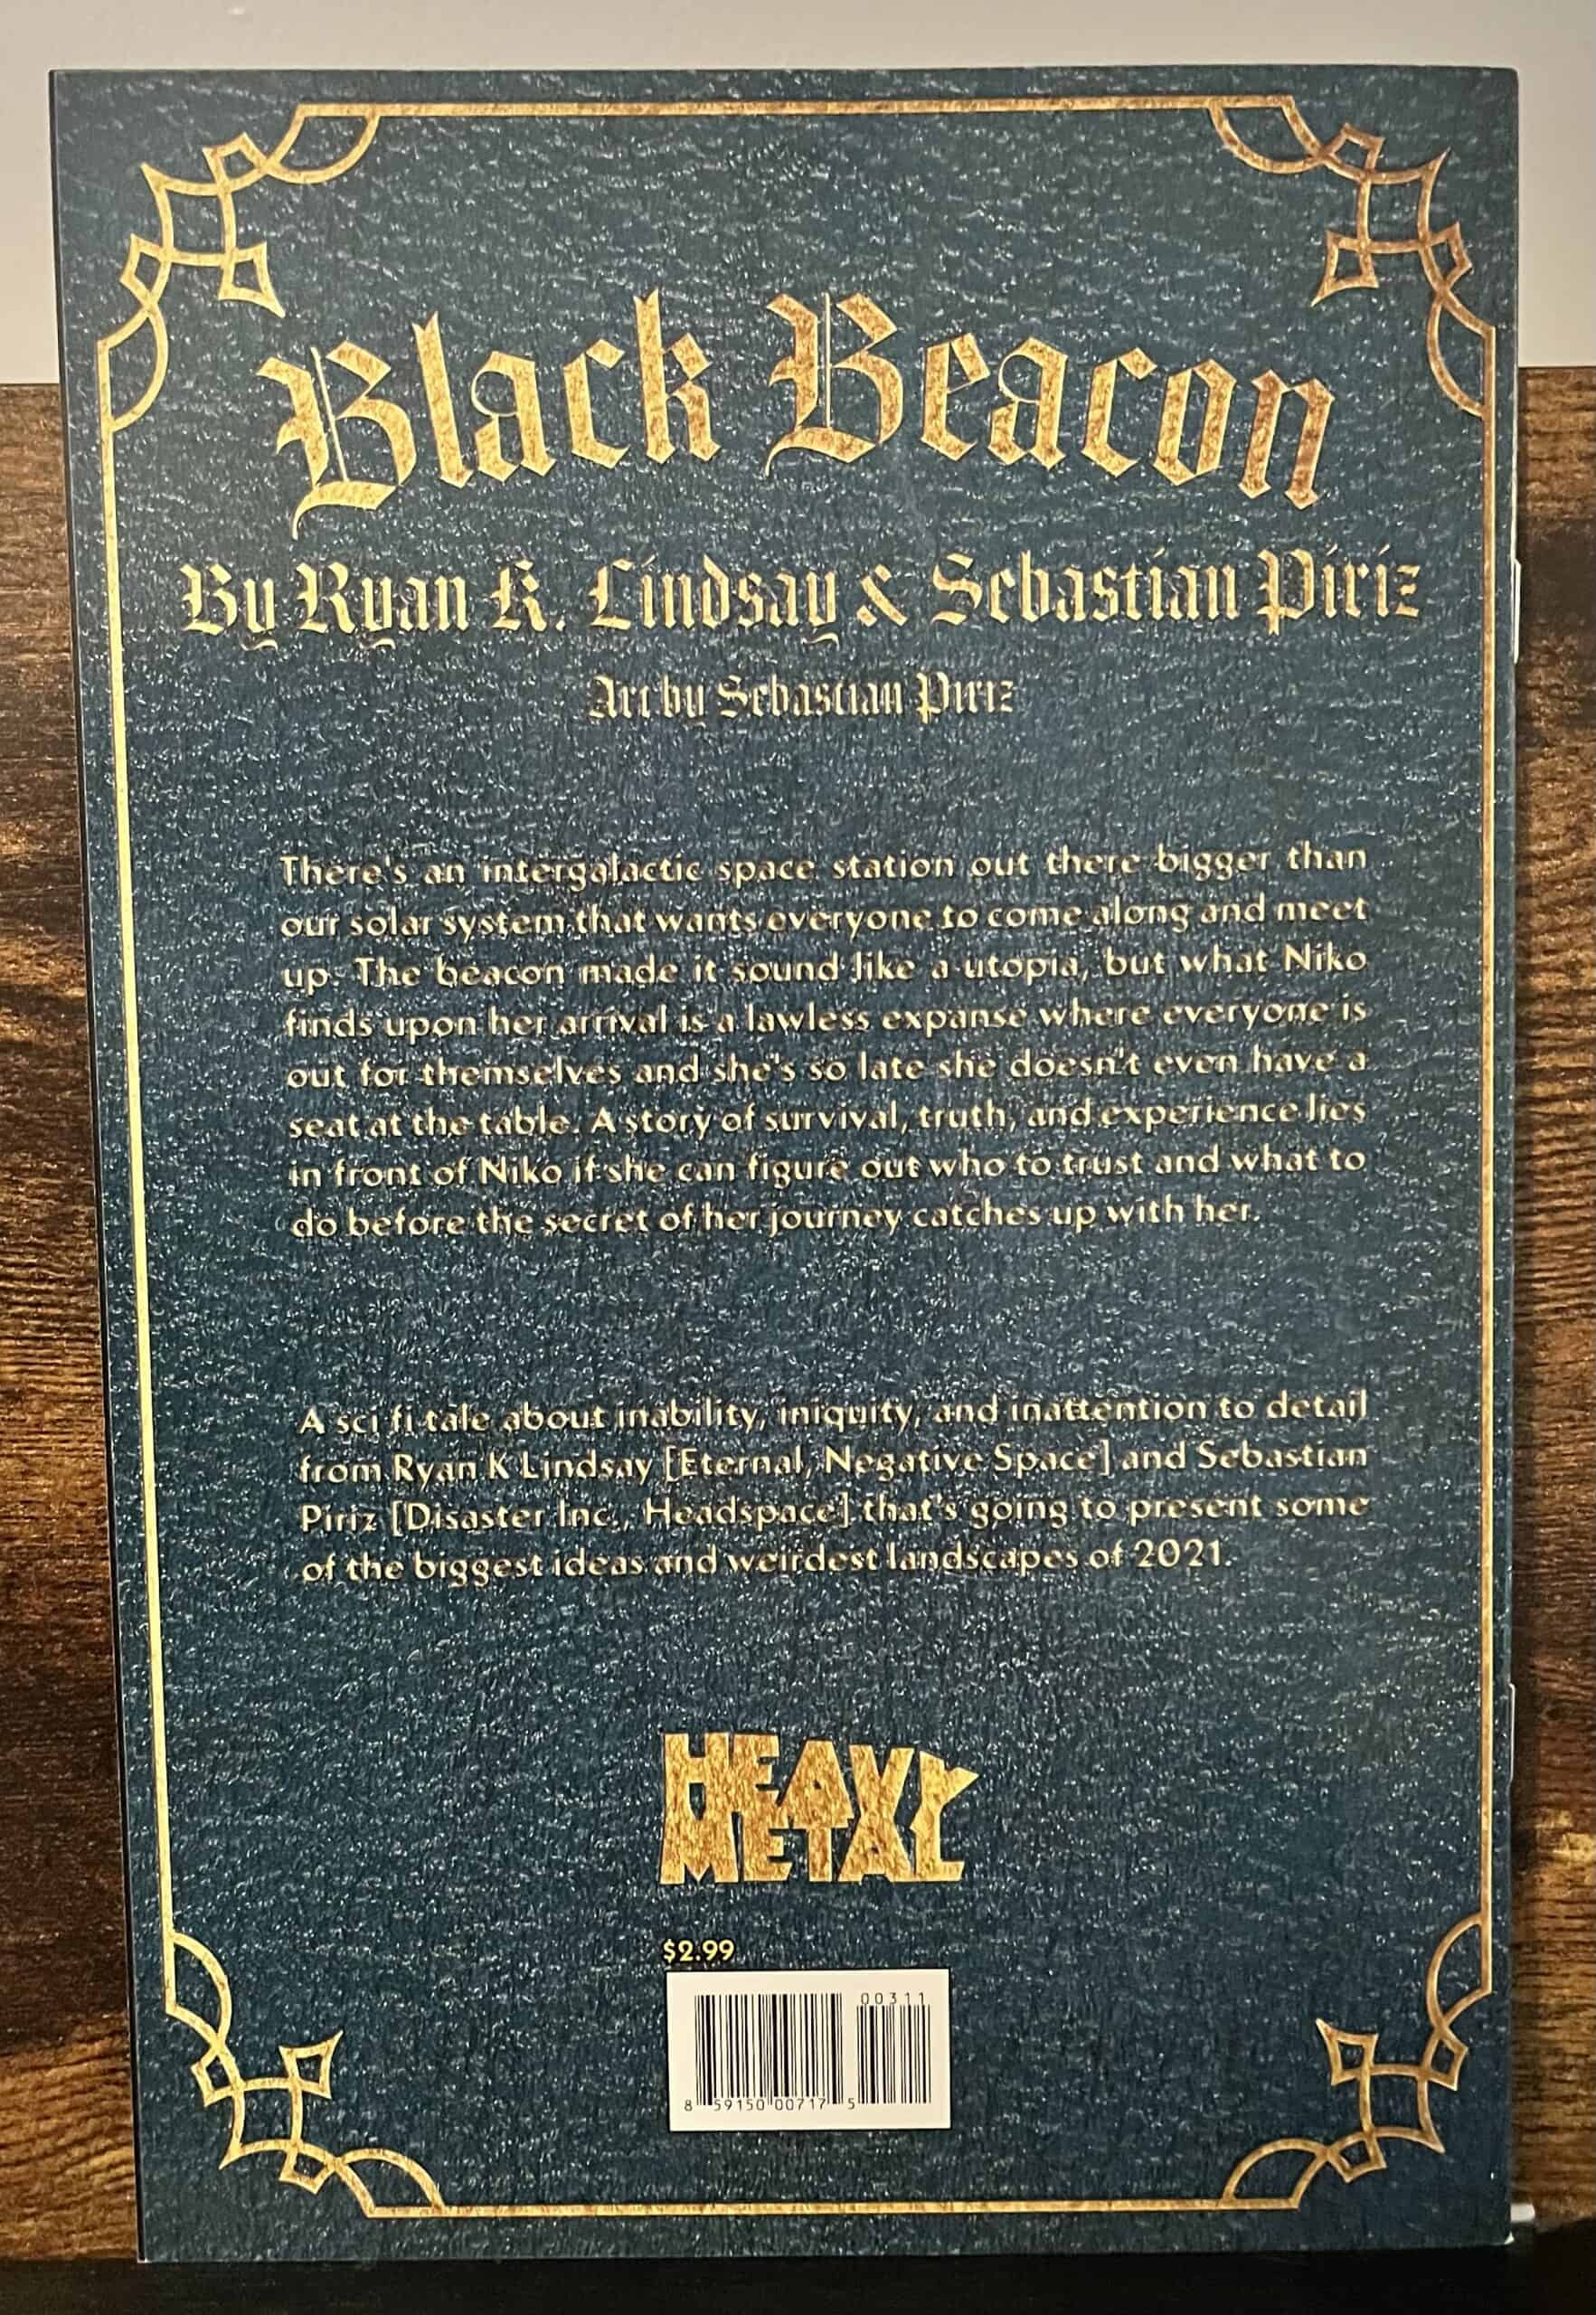 Black Beacon
By Ryan K. Lindsay & Sebastian Piriz
Art by Sebastian Piriz
There's an intergalactic space station out there bigger than
our solar system that wants everyone to come along and meet
up. The beacon made it sound like a utopia, but what Niko
finds upon her arrival is a lawless expanse where everyone is
out for themselves and she's so late she doesn't even have a
seat at the table. A story of survival, truth, and experience lies
in front of Niko if she can figure out who to trust and what to
do before the secret of her journey catches up with her.
A sci fi tale about inability, iniquity, and inattention to detail
from Ryan K Lindsay [Eternal, Negative Space] and Sebastian
Piriz [Disaster Inc., Headspace] that's going to present some
of the biggest ideas and weirdest landscapes of 2021.
HEAVY
METAL
$2.99
00311
8 59150 00717 5